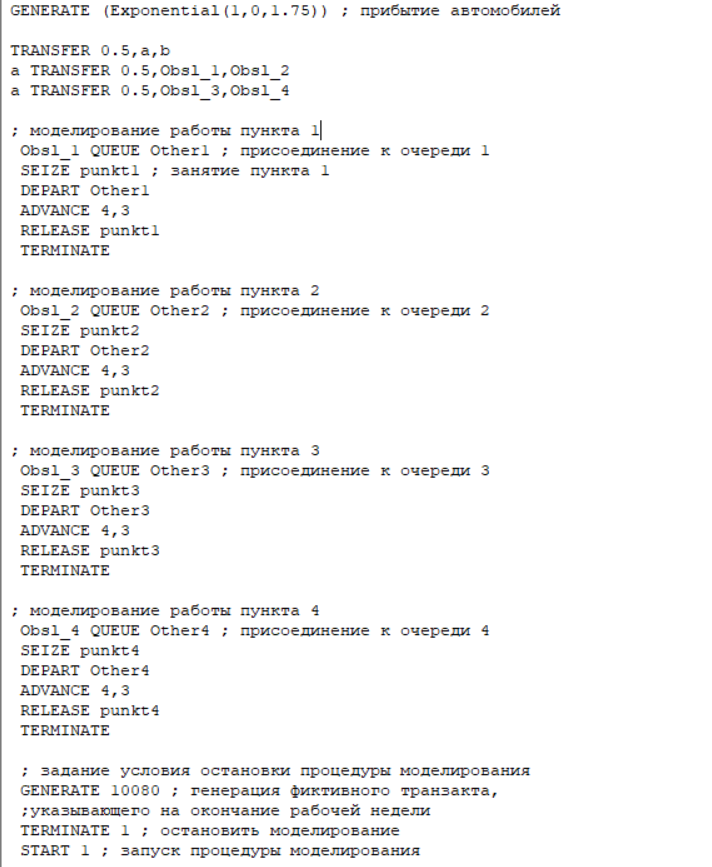 GENERATE (Exponential(1,0,1.75)) ; прибытие автомобилей
TRANSFER 0.5,a,b
a TRANSFER 0.5,Obsl_1,Obsl_2
a TRANSFER 0.5,Obsl_3,Obsl_4
; моделирование работы пункта 1
Obsl_1 QUEUE Other1 ; присоединение к очереди 1
SEIZE punkt1 ; занятие пункта 1
DEPART Other1
ADVANCE 4,3
RELEASE punkt1
TERMINATE
; моделирование работы пункта 2
Obsl_2 QUEUE Other2 ; присоединение к очереди 2
SEIZE punkt2
DEPART Other2
ADVANCE 4,3
RELEASE punkt2
TERMINATE
; моделирование работы пункта 3
Obsl_3 QUEUE Other3 ; присоединение к очереди 3
SEIZE punkt3
DEPART Other3
ADVANCE 4,3
RELEASE punkt3
TERMINATE
; моделирование работы пункта 4
Obsl_4 QUEUE Other4 ; присоединение к очереди 4
SEIZE punkt4
DEPART Other4
ADVANCE 4,3
RELEASE punkt4
TERMINATE
; задание условия остановки процедуры моделирования
GENERATE 10080 ; генерация фиктивного транзакта,
;указывающего на окончание рабочей недели
TERMINATE 1 ; остановить моделирование
START 1 ; запуск процедуры моделирования